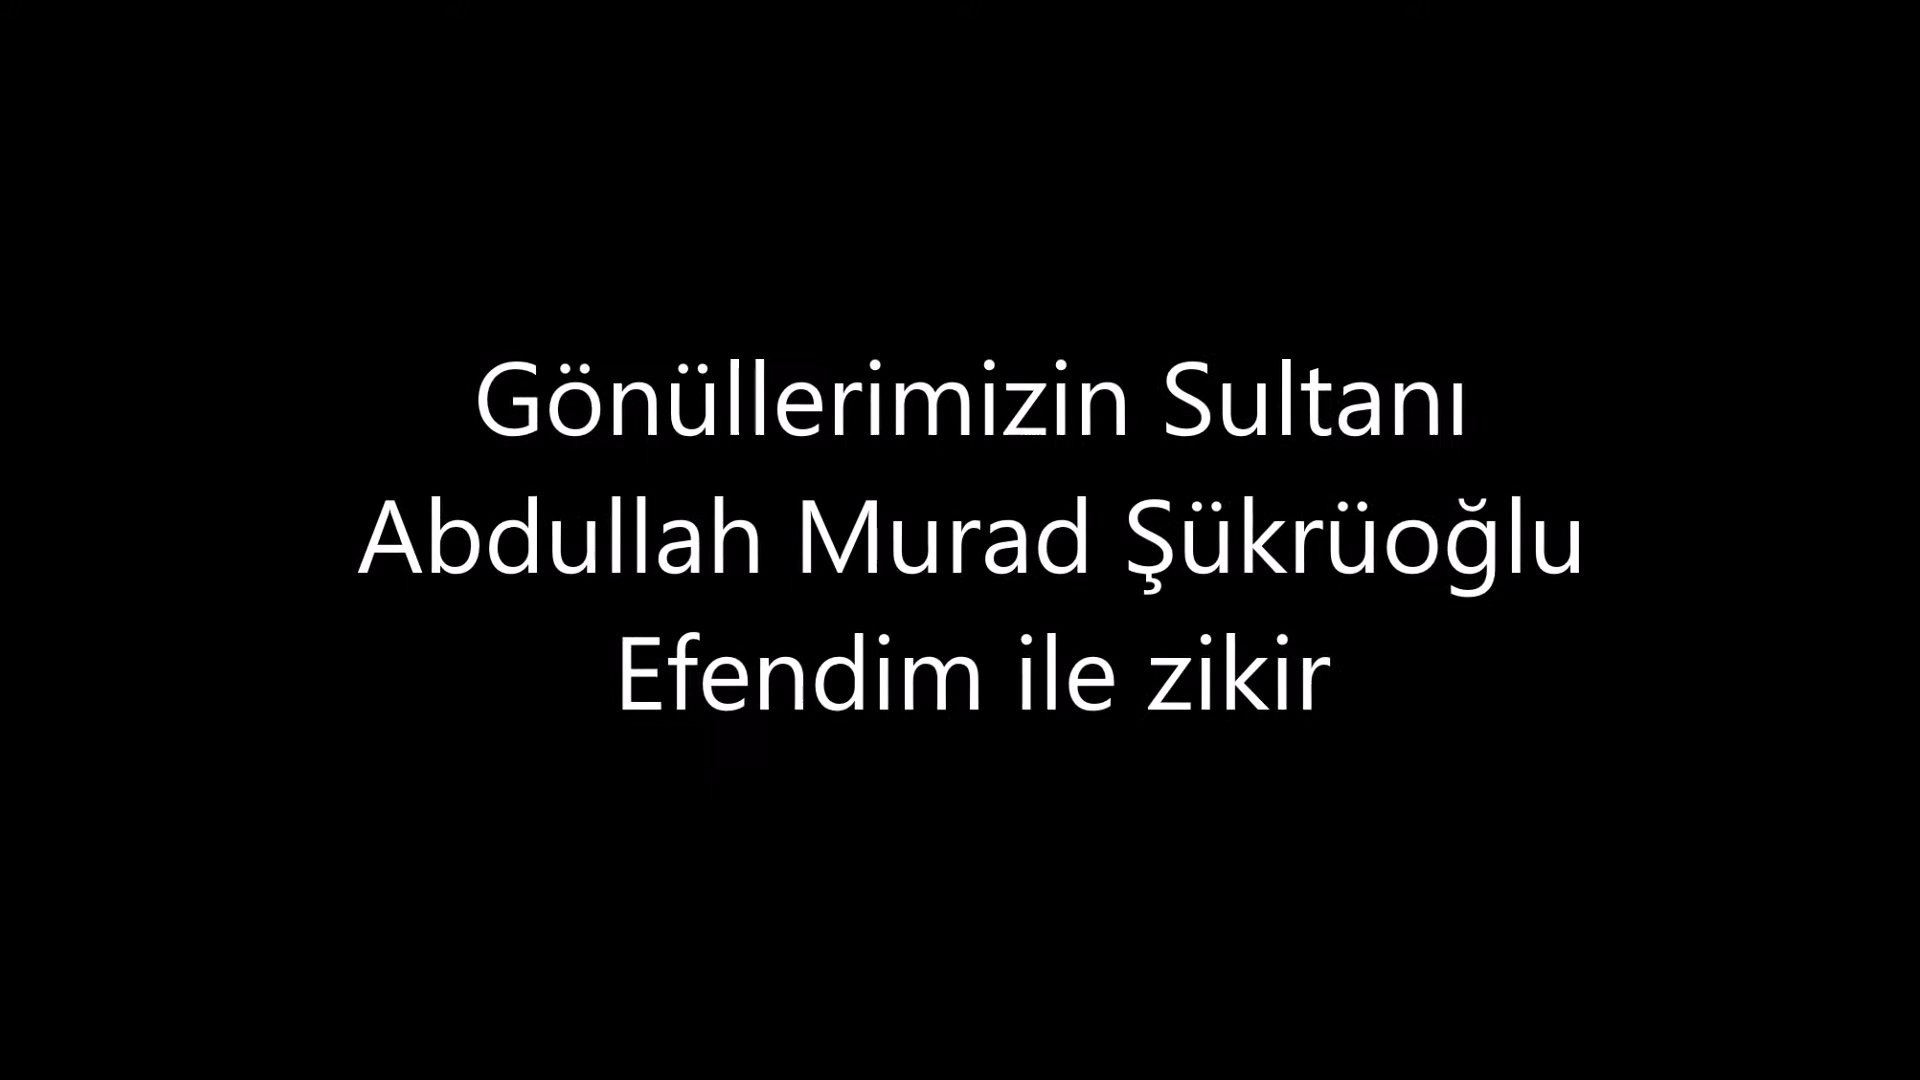 Gönüllerimizin Sultanı
Abdullah Murad Şükrüoğlu
Efendim ile zikir